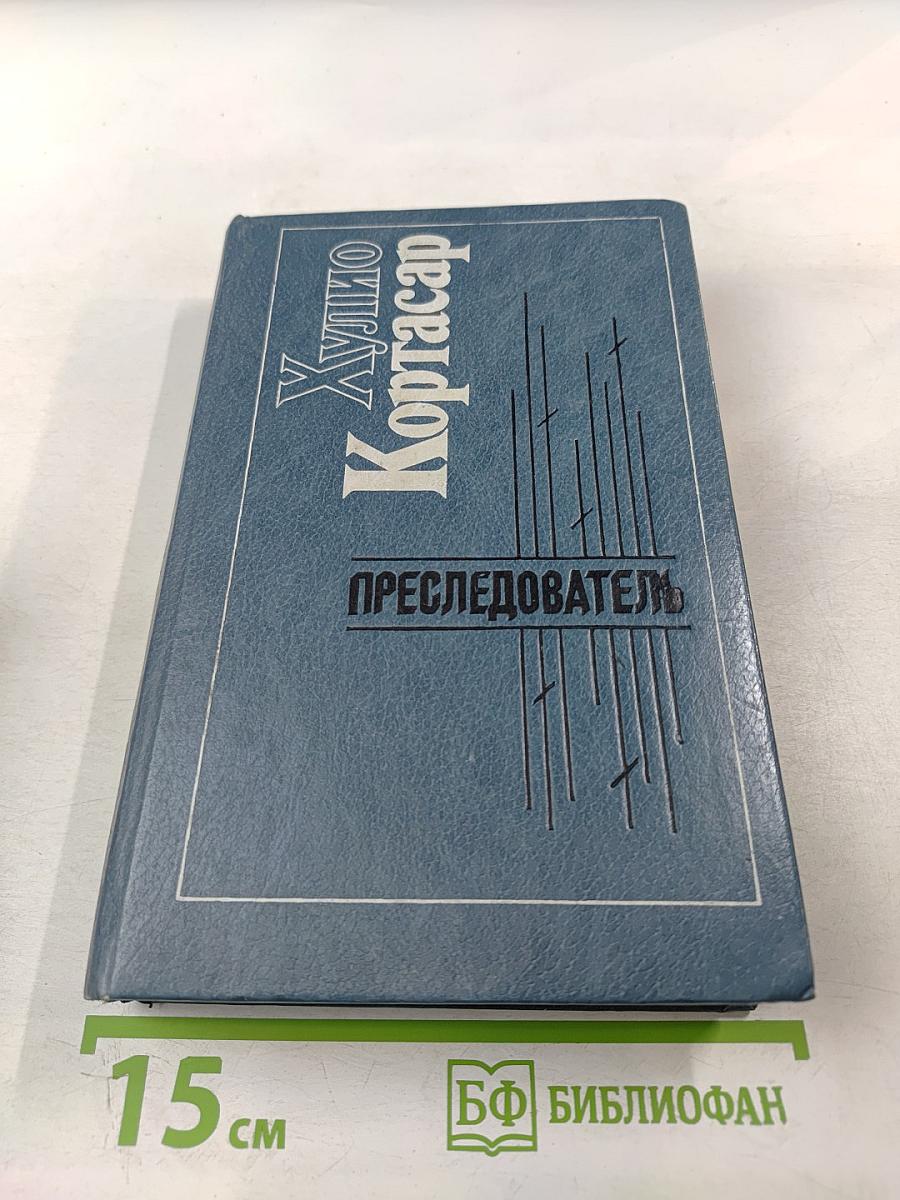 Хулио
Кортасар
ПРЕСЛЕДОВАТЕЛЬ
15 см
БФ БИБЛИОФАН